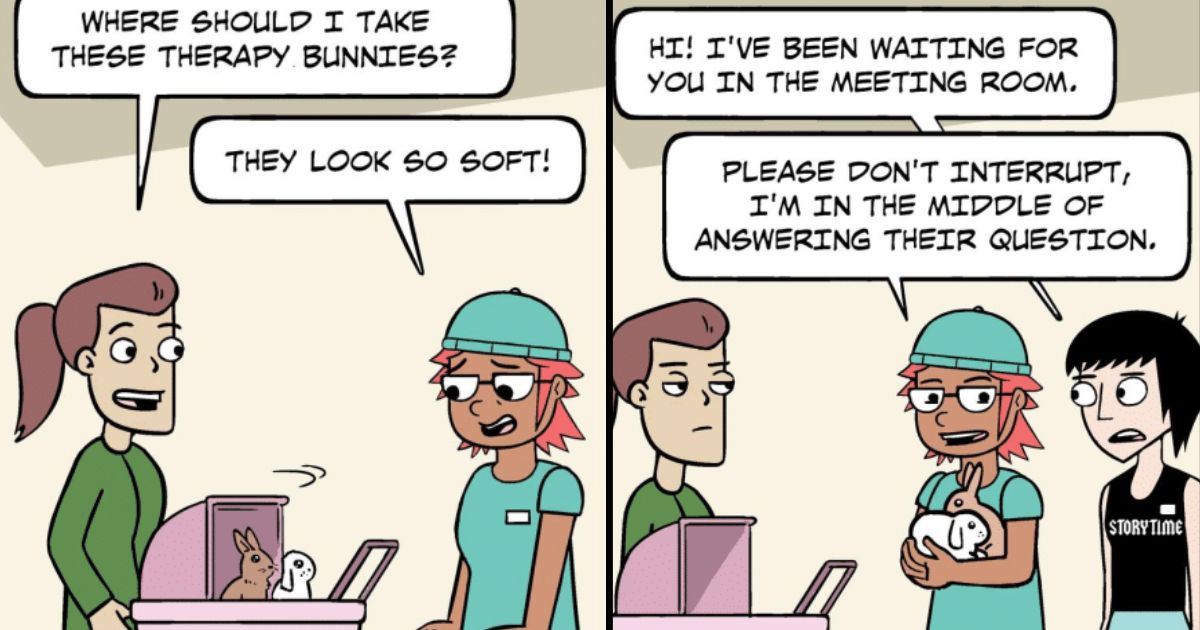 WHERE SHOULD I TAKE
THESE THERAPY BUNNIES?
THEY LOOK SO SOFT!
HI! I'VE BEEN WAITING FOR
YOU IN THE MEETING ROOM.
PLEASE DON'T INTERRUPT,
I'M IN THE MIDDLE OF
ANSWERING THEIR QUESTION.
STORYTIME